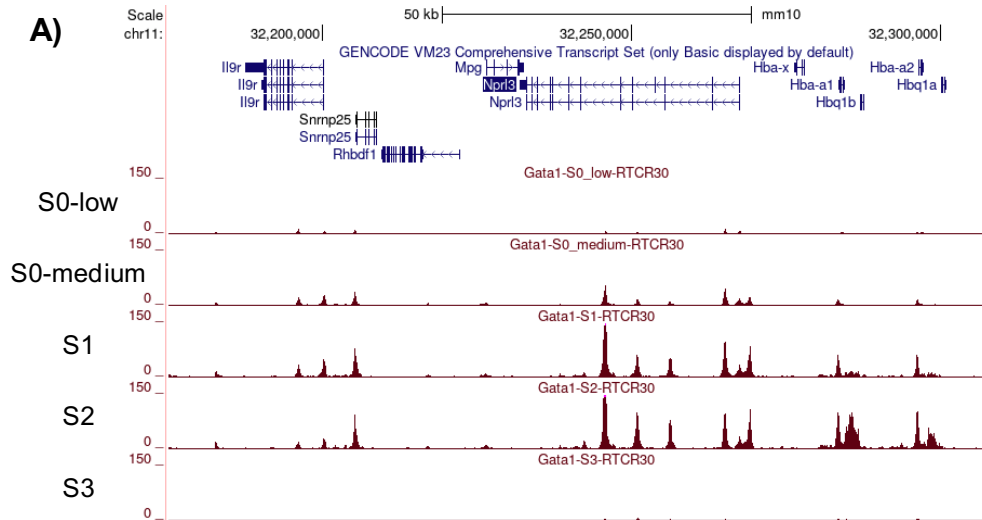 A)
Scale 50 kb mm10
chr11: 32,200,000 32,250,000 32,300,000
GENCODE VM23 Comprehensive Transcript Set (only Basic displayed by default)
Il9r Mpg Hba-x Hba-a2
Il9r Nprl3 Hba-a1 Hbq1a
Il9r Nprl3 Hbq1b
Snrnp25
Snrnp25
Rhbdf1
Gata1-S0_low-RTCR30
150
S0-low
0
Gata1-S0_medium-RTCR30
150
S0-medium
0
Gata1-S1-RTCR30
150
S1
0
Gata1-S2-RTCR30
150
S2
0
Gata1-S3-RTCR30
150
S3
0